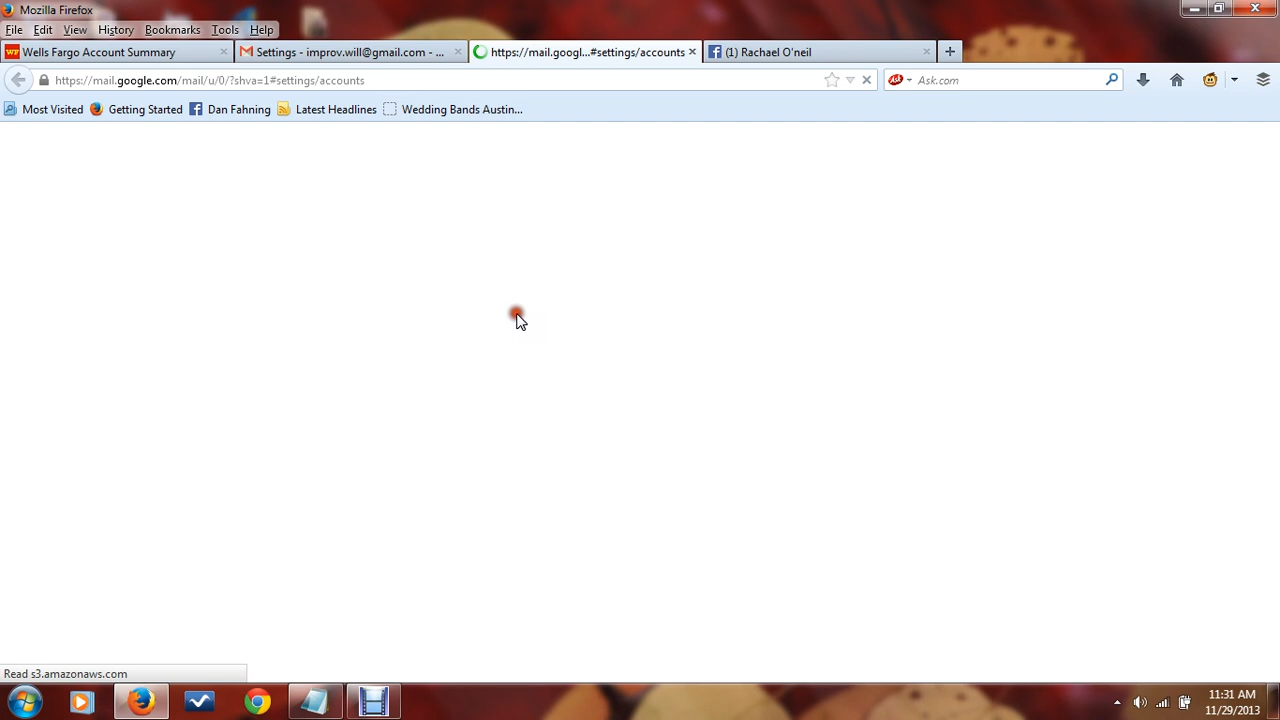 Mozilla Firefox
File Edit View History Bookmarks Tools Help
Wells Fargo Account Summary Settings - improv.will@gmail.com - ... https://mail.googl...#settings/accounts (1) Rachael O'neil
https://mail.google.com/mail/u/0/?shva=1#settings/accounts Ask Ask.com
Most Visited Getting Started Dan Fahning Latest Headlines Wedding Bands Austin...
Read s3.amazonaws.com
11:31 AM
11/29/2013